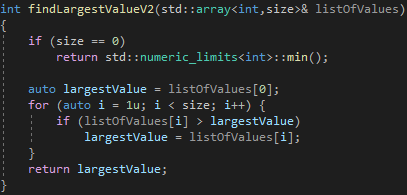 int findLargestValueV2(std::array<int,size>& listOfValues)
{
    if (size == 0)
        return std::numeric_limits<int>::min();
    auto largestValue = listOfValues[0];
    for (auto i = 1u; i < size; i++) {
        if (listOfValues[i] > largestValue)
            largestValue = listOfValues[i];
    }
    return largestValue;
}